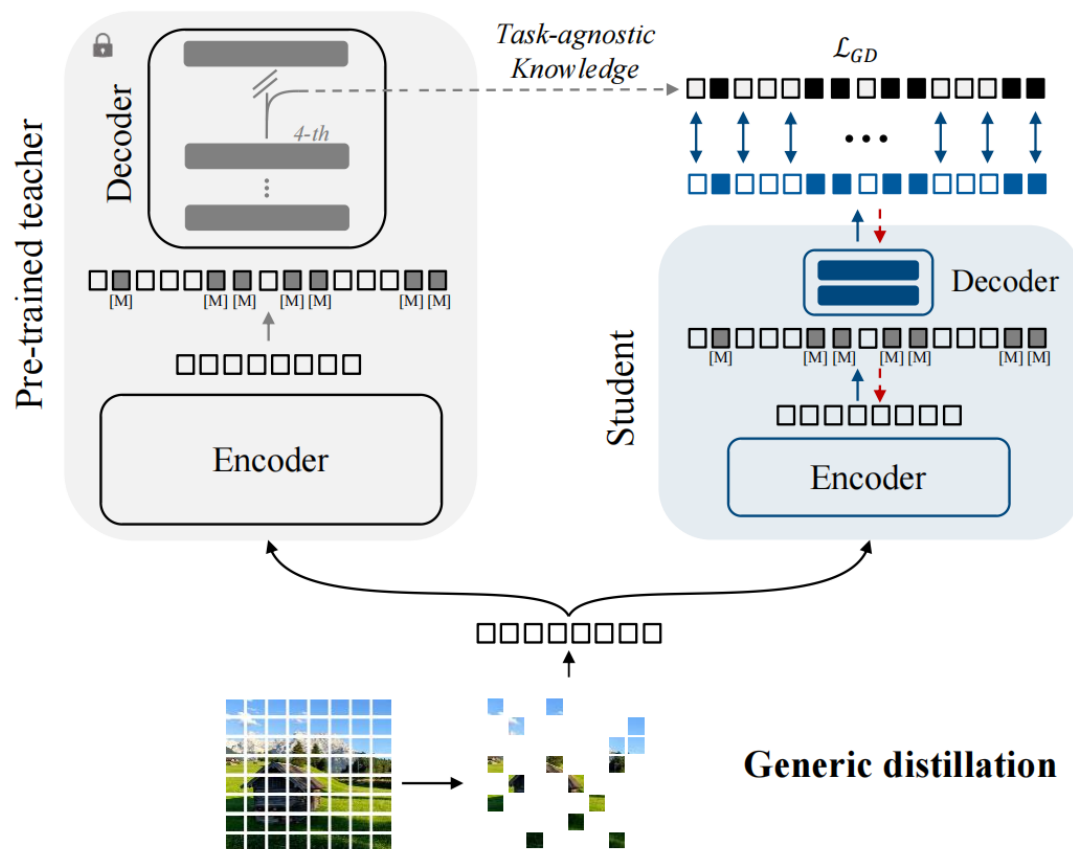 Pre-trained teacher
Decoder
4-th
[M] [M] [M] [M] [M] [M] [M]
Encoder
Task-agnostic
Knowledge
ℒ_GD
...
Student
Decoder
[M] [M] [M] [M] [M] [M] [M]
Encoder
Generic distillation